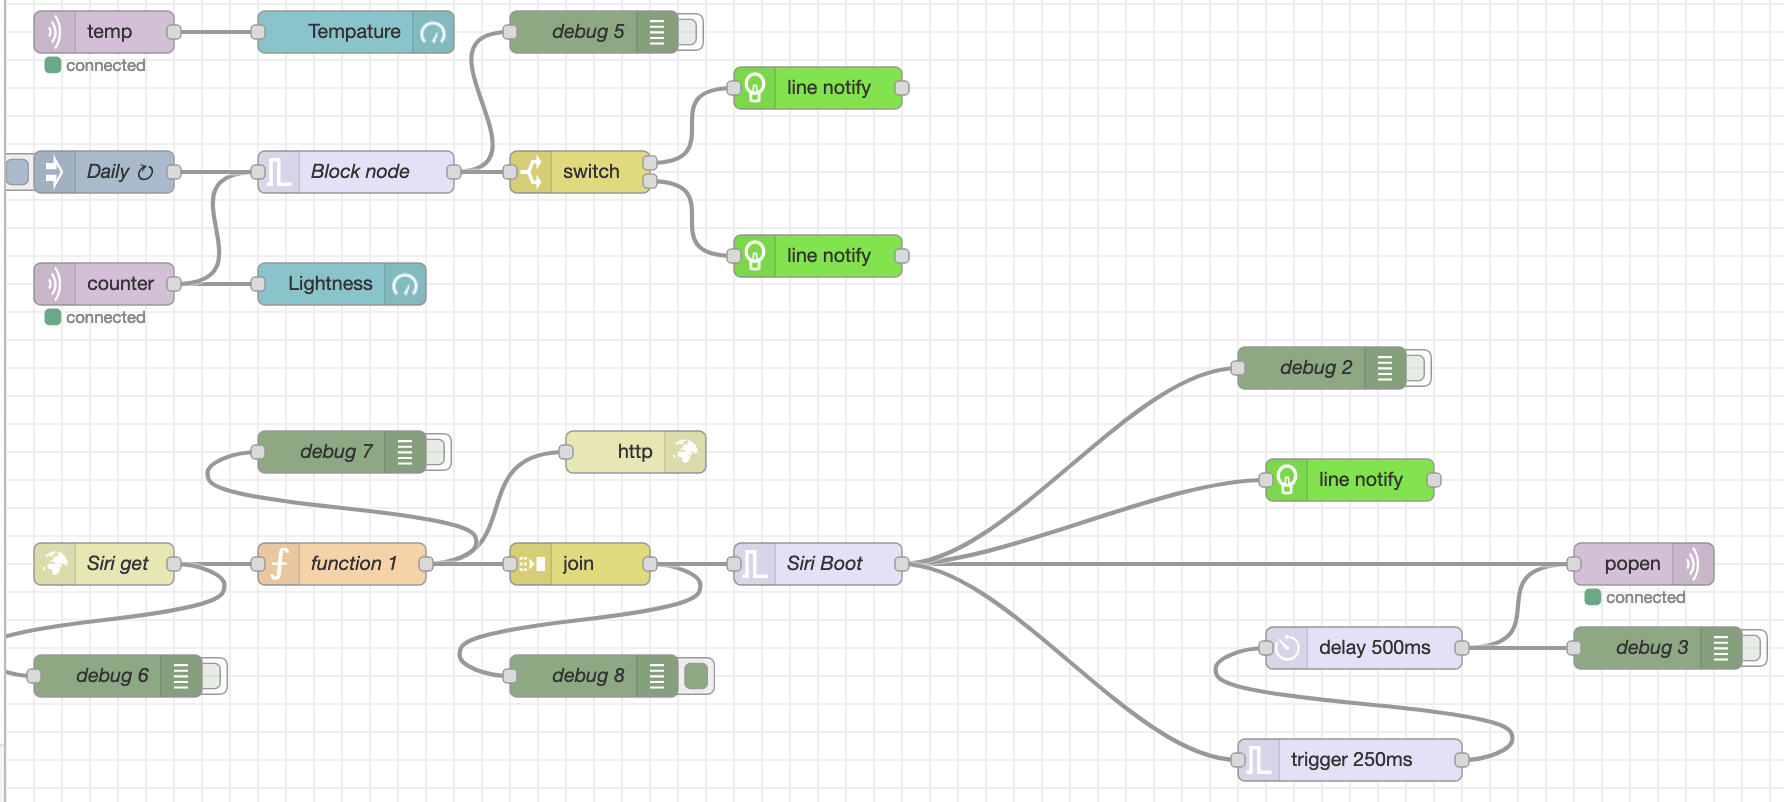 temp
Tempature
debug 5
connected
line notify
Daily ↻
Block node
switch
line notify
counter
Lightness
connected
debug 2
debug 7
http
line notify
Siri get
function 1
join
Siri Boot
popen
connected
delay 500ms
debug 3
debug 6
debug 8
trigger 250ms